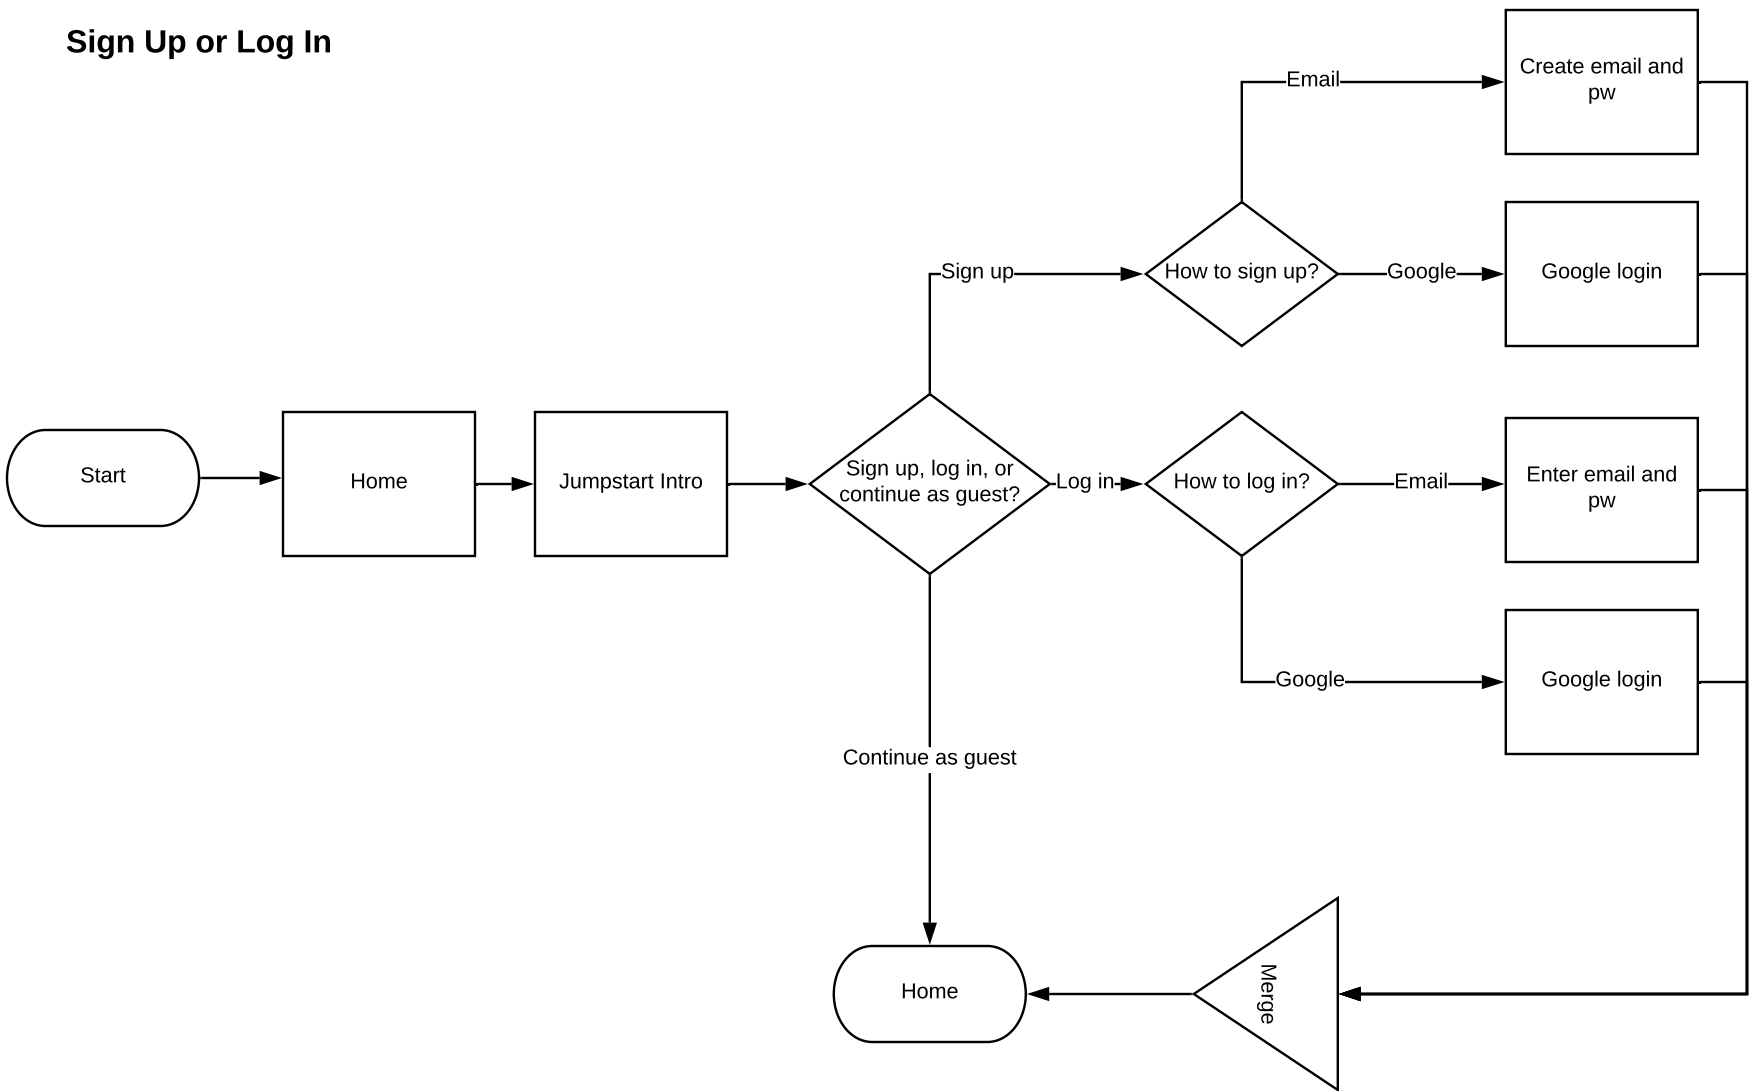 Sign Up or Log In
Email
Create email and
pw
Sign up
How to sign up?
Google
Google login
Start
Home
Jumpstart Intro
Sign up, log in, or
continue as guest?
Log in
How to log in?
Email
Enter email and
pw
Google
Google login
Continue as guest
Home
Merge